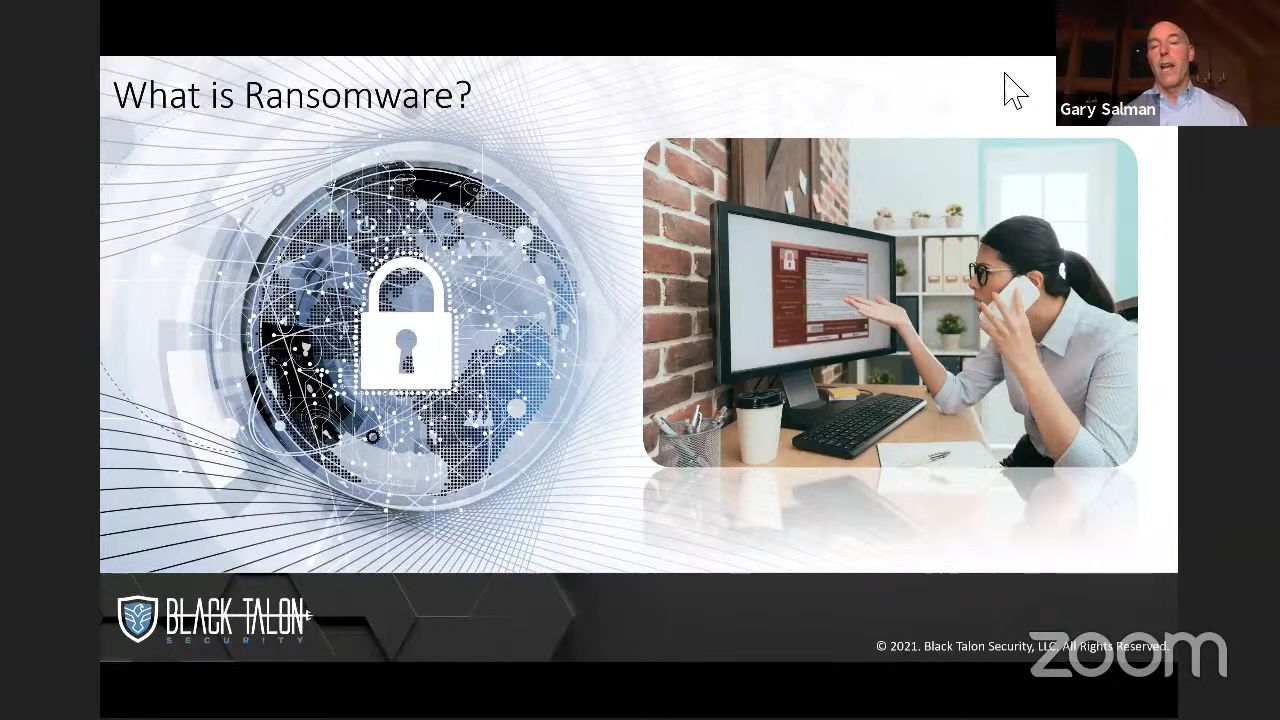 What is Ransomware?
Gary Salman
BLACK TALON
SECURITY
© 2021. Black Talon Security, LLC. All Rights Reserved.
zoom